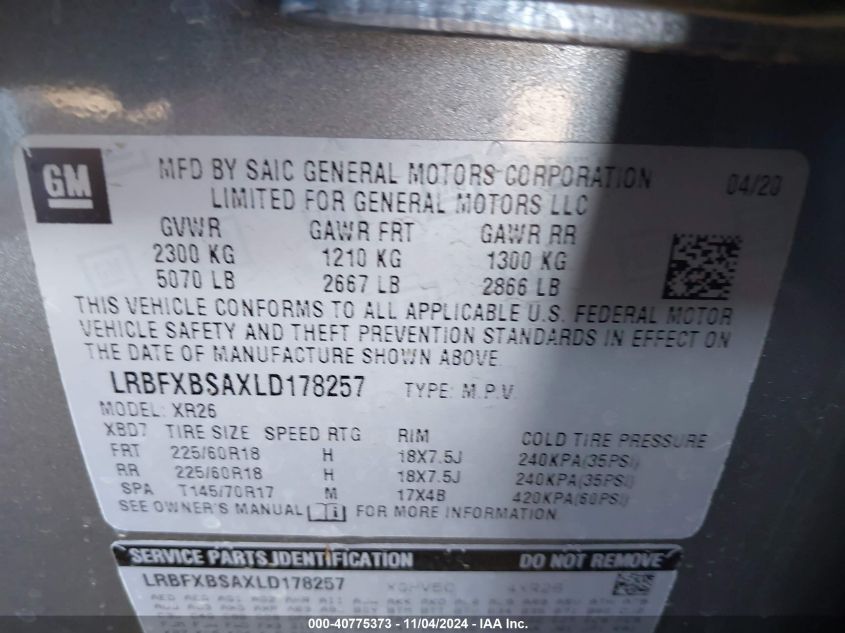 GM
MFD BY SAIC GENERAL MOTORS CORPORATION 04/20
LIMITED FOR GENERAL MOTORS LLC
GVWR GAWR FRT GAWR RR
2300 KG 1210 KG 1300 KG
5070 LB 2667 LB 2866 LB
THIS VEHICLE CONFORMS TO ALL APPLICABLE U.S. FEDERAL MOTOR
VEHICLE SAFETY AND THEFT PREVENTION STANDARDS IN EFFECT ON
THE DATE OF MANUFACTURE SHOWN ABOVE.
LRBFXBSAXLD178257 TYPE: M.P.V.
MODEL: XR26
XBD7 TIRE SIZE SPEED RTG RIM COLD TIRE PRESSURE
FRT 225/60R18 H 18X7.5J 240KPA(35PSI)
RR 225/60R18 H 18X7.5J 240KPA(35PSI)
SPA T145/70R17 M 17X4B 420KPA(60PSI)
SEE OWNER'S MANUAL i FOR MORE INFORMATION.
SERVICE PARTS IDENTIFICATION DO NOT REMOVE
LRBFXBSAXLD178257 4XR26
000-40775373 - 11/04/2024 - IAA, Inc.